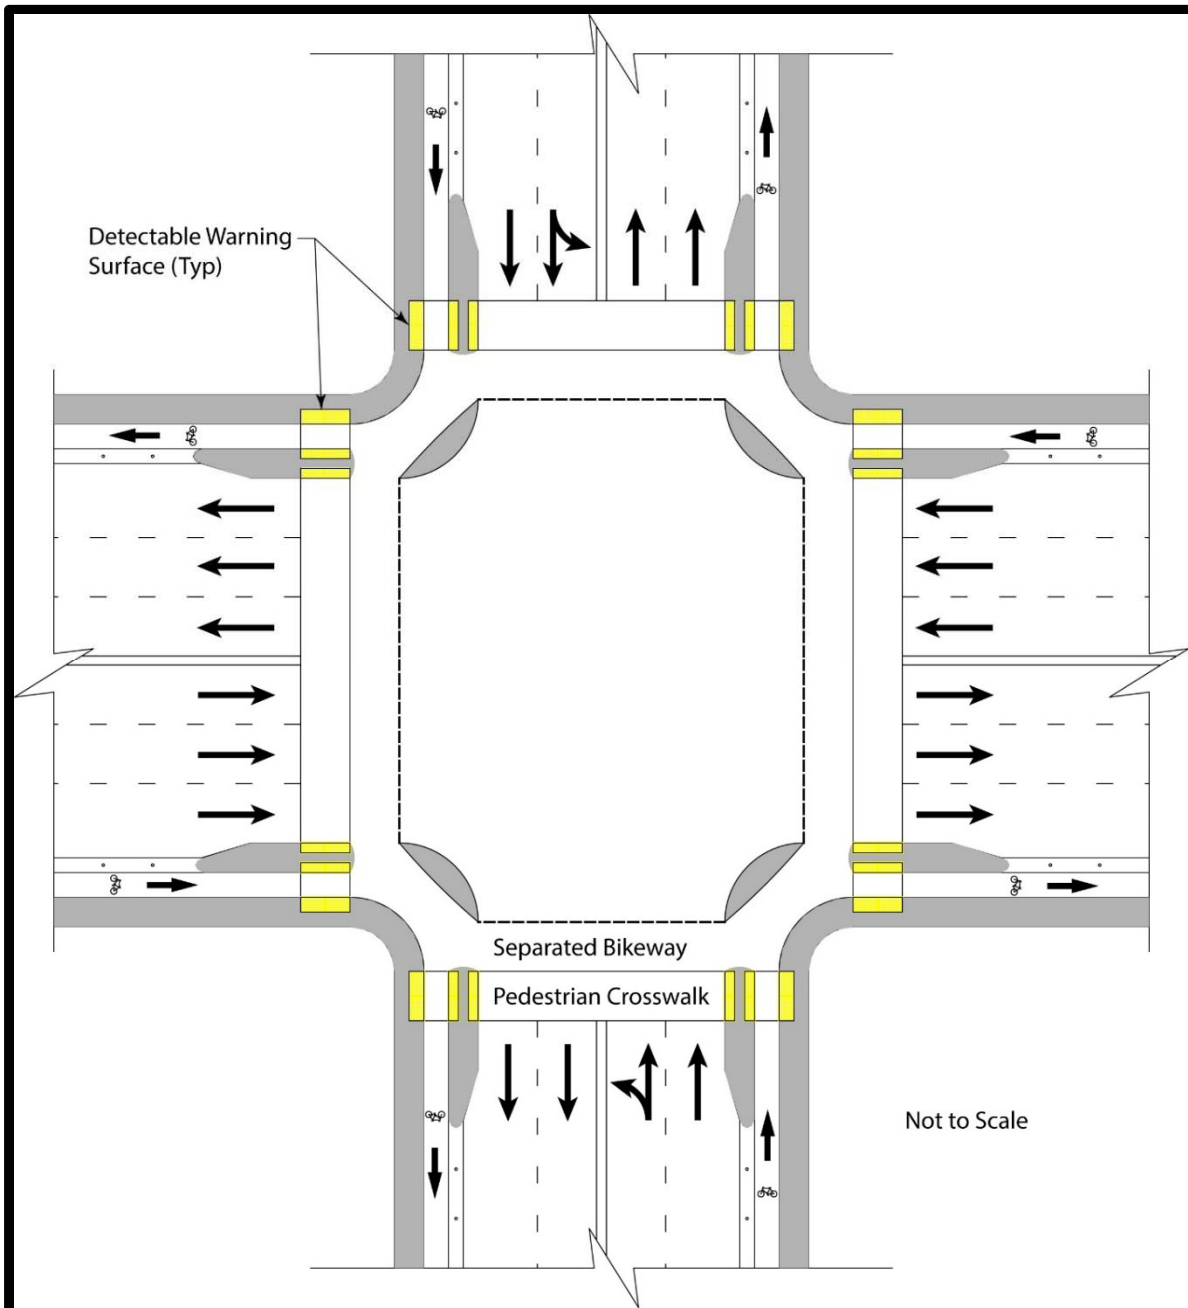 Detectable Warning
Surface (Typ)
Separated Bikeway
Pedestrian Crosswalk
Not to Scale